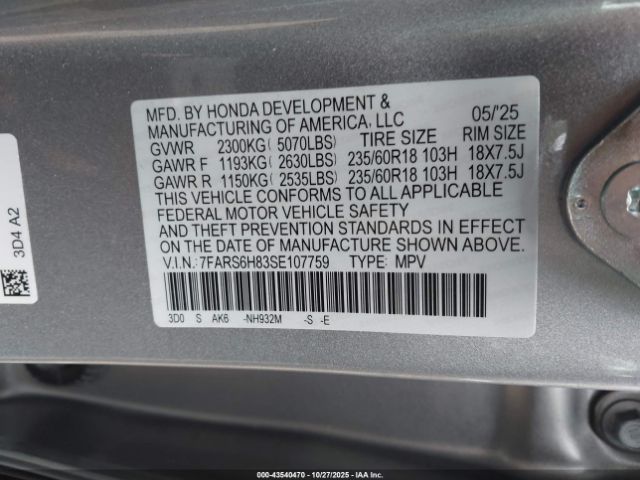 MFD. BY HONDA DEVELOPMENT & 05/'25
MANUFACTURING OF AMERICA, LLC
GVWR 2300KG( 5070LBS) TIRE SIZE RIM SIZE
GAWR F 1193KG( 2630LBS) 235/60R18 103H 18X7.5J
GAWR R 1150KG( 2535LBS) 235/60R18 103H 18X7.5J
THIS VEHICLE CONFORMS TO ALL APPLICABLE
FEDERAL MOTOR VEHICLE SAFETY
AND THEFT PREVENTION STANDARDS IN EFFECT
ON THE DATE OF MANUFACTURE SHOWN ABOVE.
V.I.N.: 7FARS6H83SE107759 TYPE: MPV
3D0 S AK6 -NH932M -S -E
3D4 A2
000-43540470 | 10/27/2025 | IAA, Inc.